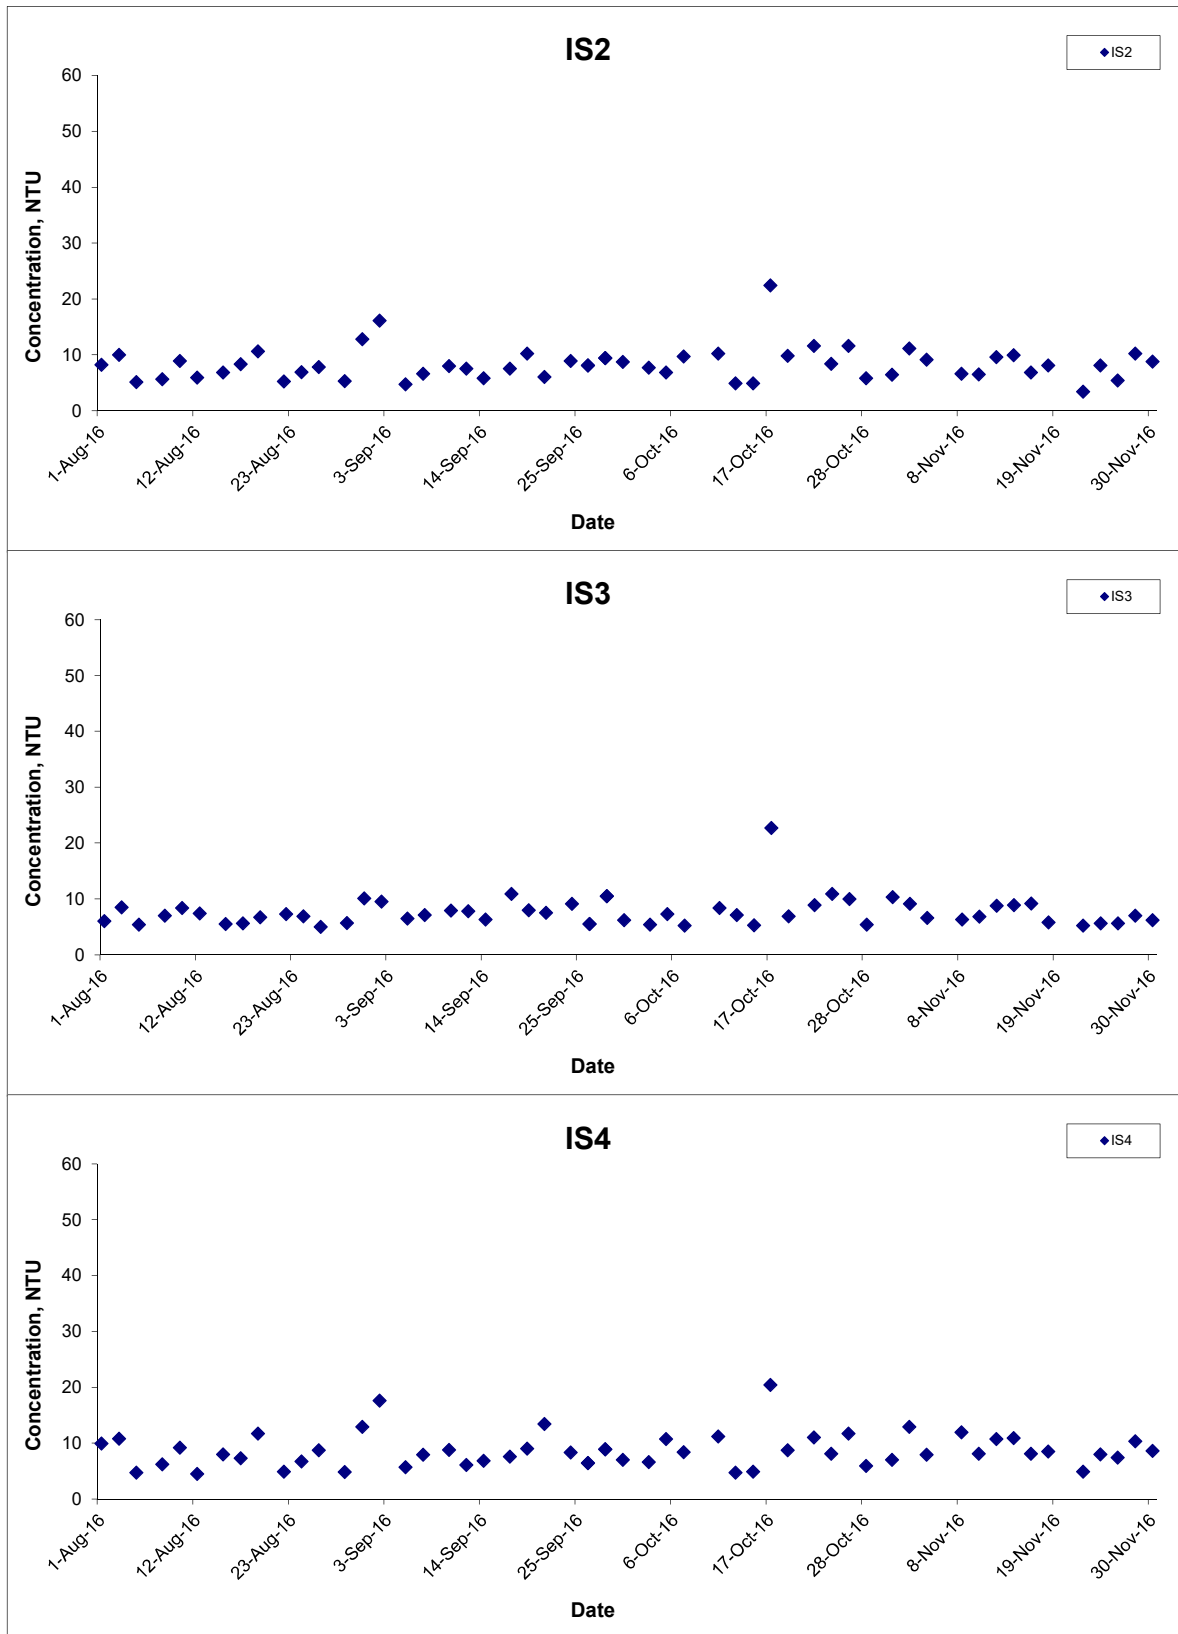 IS2
IS2
60
50
40
30
20
10
0
Concentration, NTU
1-Aug-16
12-Aug-16
23-Aug-16
3-Sep-16
14-Sep-16
25-Sep-16
6-Oct-16
17-Oct-16
28-Oct-16
8-Nov-16
19-Nov-16
30-Nov-16
Date
IS3
IS3
60
50
40
30
20
10
0
Concentration, NTU
1-Aug-16
12-Aug-16
23-Aug-16
3-Sep-16
14-Sep-16
25-Sep-16
6-Oct-16
17-Oct-16
28-Oct-16
8-Nov-16
19-Nov-16
30-Nov-16
Date
IS4
IS4
60
50
40
30
20
10
0
Concentration, NTU
1-Aug-16
12-Aug-16
23-Aug-16
3-Sep-16
14-Sep-16
25-Sep-16
6-Oct-16
17-Oct-16
28-Oct-16
8-Nov-16
19-Nov-16
30-Nov-16
Date